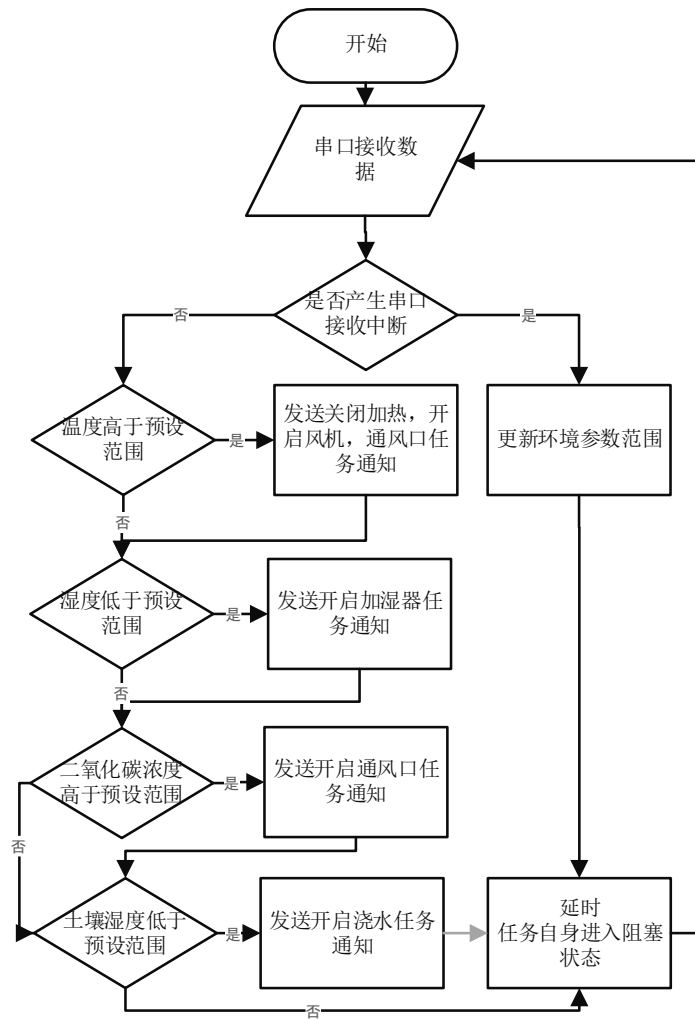 开始
串口接收数
据
是否产生串口
接收中断
否
是
温度高于预设
范围
是
发送关闭加热，开
启风机，通风口任
务通知
更新环境参数范围
否
湿度低于预设
范围
是
发送开启加湿器任
务通知
否
二氧化碳浓度
高于预设范围
是
发送开启通风口任
务通知
否
土壤湿度低于
预设范围
是
发送开启浇水任务
通知
延时
任务自身进入阻塞
状态
否